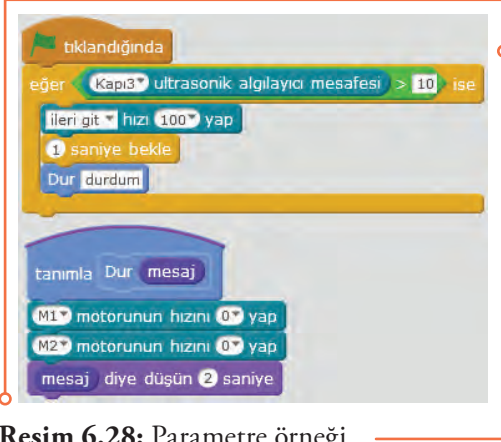 tıklandığında
eğer Kapı3 ultrasonik algılayıcı mesafesi > 10 ise
ileri git hızı 100 yap
1 saniye bekle
Dur durdum
tanımla Dur mesaj
M1 motorunun hızını 0 yap
M2 motorunun hızını 0 yap
mesaj diye düşün 2 saniye
Resim 6.28: Parametre örneği